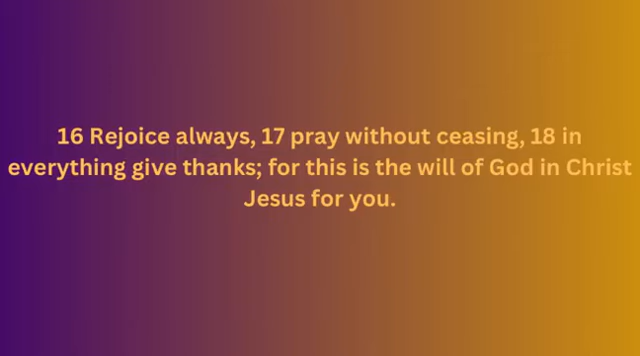 16 Rejoice always, 17 pray without ceasing, 18 in
everything give thanks; for this is the will of God in Christ
Jesus for you.